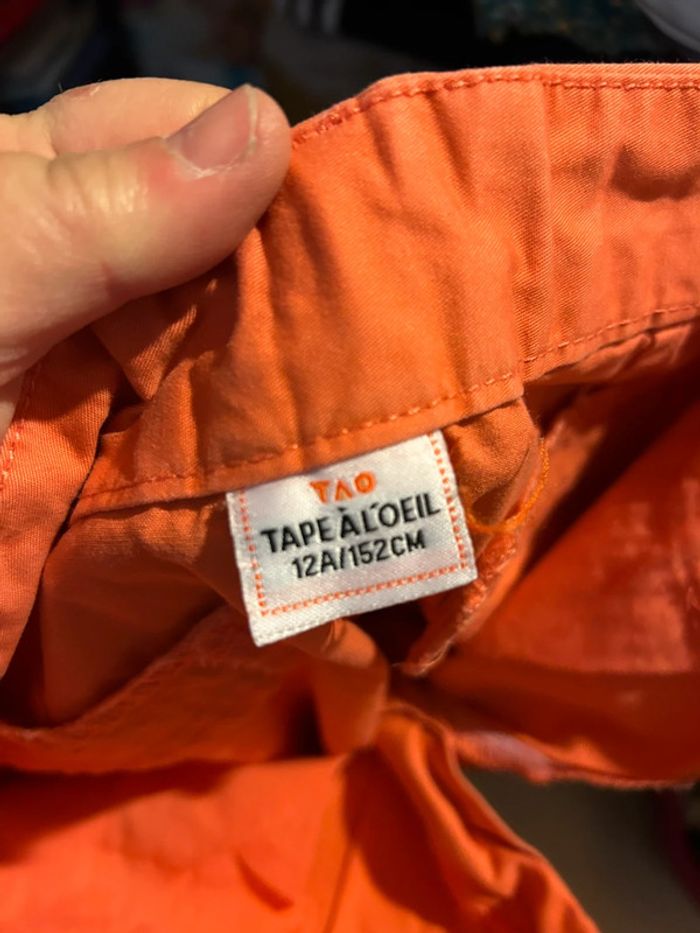 TAO
TAPE À L'OEIL
12A/152CM